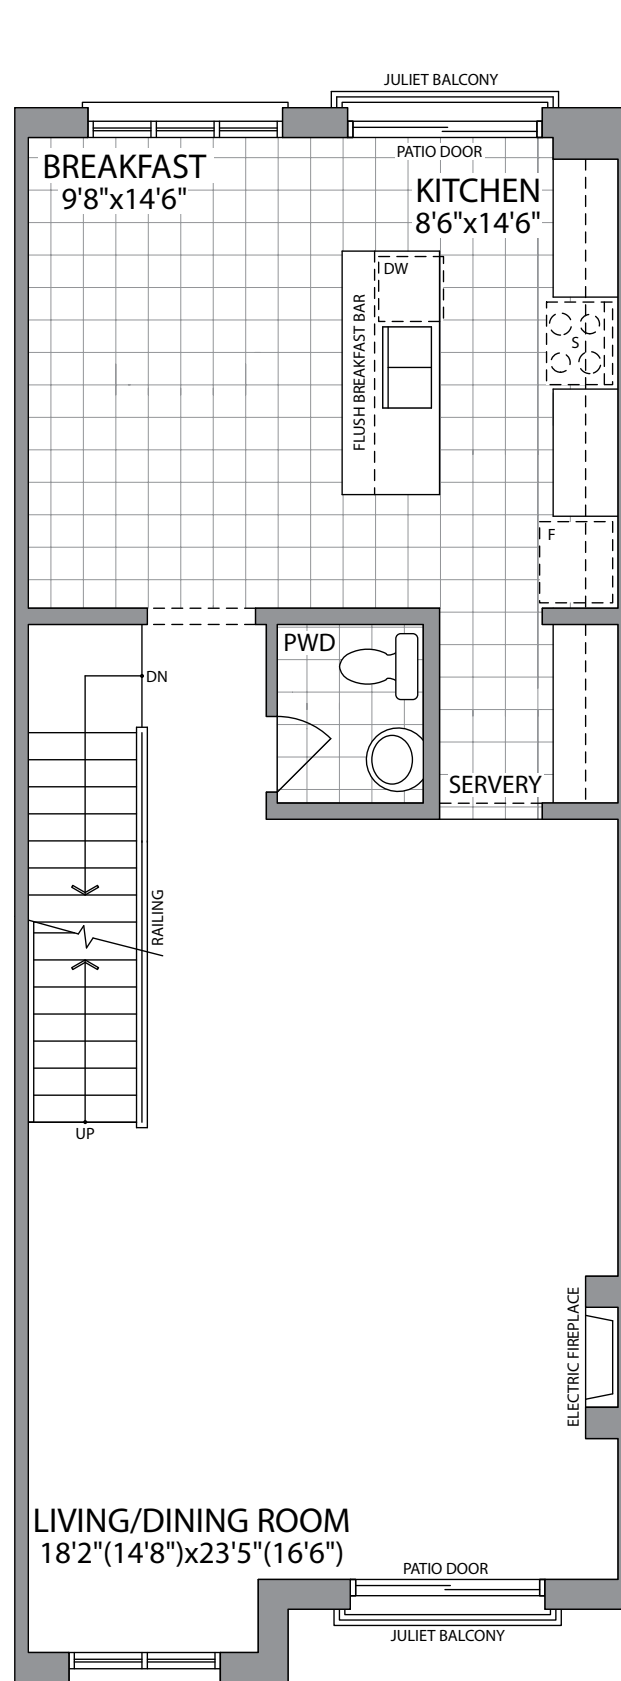 JULIET BALCONY
PATIO DOOR
BREAKFAST
9'8"x14'6"
KITCHEN
8'6"x14'6"
DW
FLUSH BREAKFAST BAR
S
F
PWD
DN
SERVERY
RAILING
UP
ELECTRIC FIREPLACE
LIVING/DINING ROOM
18'2"(14'8")x23'5"(16'6")
PATIO DOOR
JULIET BALCONY